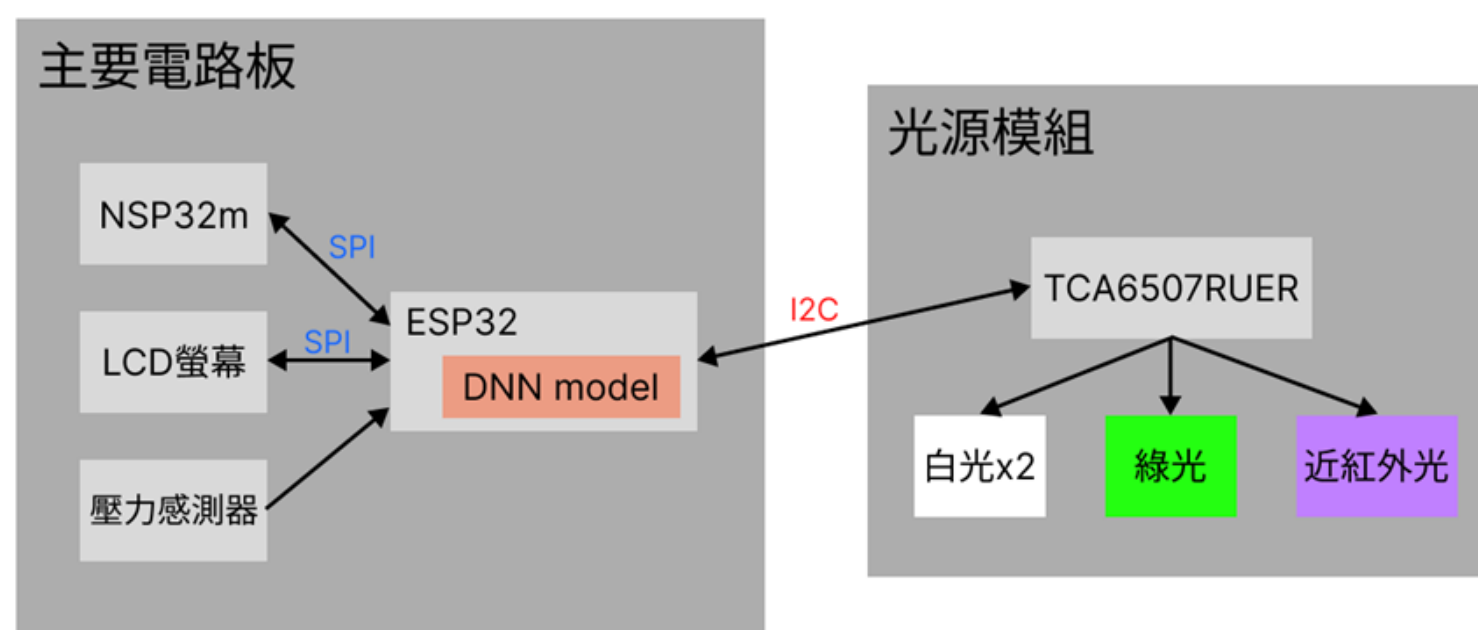 主要電路板
NSP32m
SPI
LCD螢幕
SPI
壓力感測器
ESP32
DNN model
I2C
光源模組
TCA6507RUER
白光x2
綠光
近紅外光